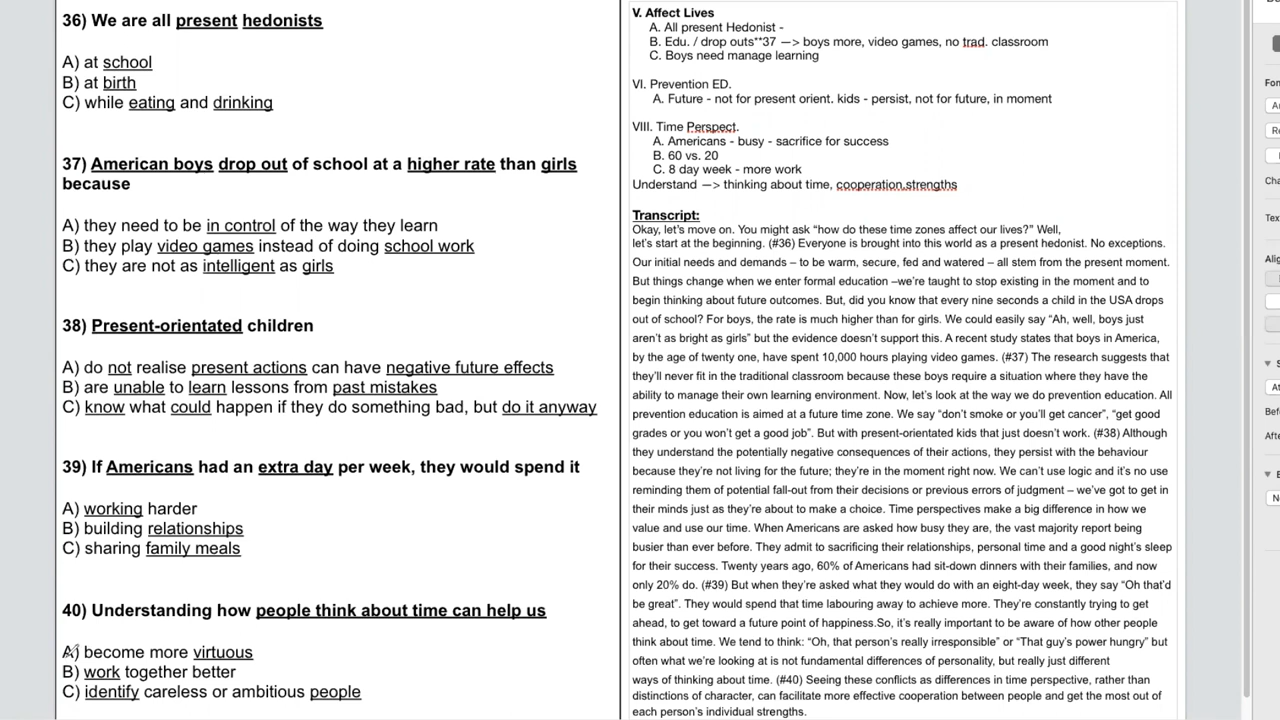 36) We are all present hedonists
A) at school
B) at birth
C) while eating and drinking
37) American boys drop out of school at a higher rate than girls
because
A) they need to be in control of the way they learn
B) they play video games instead of doing school work
C) they are not as intelligent as girls
38) Present-orientated children
A) do not realise present actions can have negative future effects
B) are unable to learn lessons from past mistakes
C) know what could happen if they do something bad, but do it anyway
39) If Americans had an extra day per week, they would spend it
A) working harder
B) building relationships
C) sharing family meals
40) Understanding how people think about time can help us
A) become more virtuous
B) work together better
C) identify careless or ambitious people
V. Affect Lives
A. All present Hedonist -
B. Edu. / drop outs**37 —> boys more, video games, no trad. classroom
C. Boys need manage learning
VI. Prevention ED.
A. Future - not for present orient. kids - persist, not for future, in moment
VIII. Time Perspect.
A. Americans - busy - sacrifice for success
B. 60 vs. 20
C. 8 day week - more work
Understand —> thinking about time, cooperation.strengths
Transcript:
Okay, let's move on. You might ask “how do these time zones affect our lives?” Well,
let's start at the beginning. (#36) Everyone is brought into this world as a present hedonist. No exceptions.
Our initial needs and demands – to be warm, secure, fed and watered – all stem from the present moment.
But things change when we enter formal education –we're taught to stop existing in the moment and to
begin thinking about future outcomes. But, did you know that every nine seconds a child in the USA drops
out of school? For boys, the rate is much higher than for girls. We could easily say “Ah, well, boys just
aren't as bright as girls” but the evidence doesn't support this. A recent study states that boys in America,
by the age of twenty one, have spent 10,000 hours playing video games. (#37) The research suggests that
they'll never fit in the traditional classroom because these boys require a situation where they have the
ability to manage their own learning environment. Now, let's look at the way we do prevention education. All
prevention education is aimed at a future time zone. We say “don't smoke or you'll get cancer”, “get good
grades or you won't get a good job”. But with present-orientated kids that just doesn't work. (#38) Although
they understand the potentially negative consequences of their actions, they persist with the behaviour
because they're not living for the future; they're in the moment right now. We can't use logic and it's no use
reminding them of potential fall-out from their decisions or previous errors of judgment – we've got to get in
their minds just as they're about to make a choice. Time perspectives make a big difference in how we
value and use our time. When Americans are asked how busy they are, the vast majority report being
busier than ever before. They admit to sacrificing their relationships, personal time and a good night's sleep
for their success. Twenty years ago, 60% of Americans had sit-down dinners with their families, and now
only 20% do. (#39) But when they're asked what they would do with an eight-day week, they say “Oh that'd
be great”. They would spend that time labouring away to achieve more. They're constantly trying to get
ahead, to get toward a future point of happiness.So, it's really important to be aware of how other people
think about time. We tend to think: “Oh, that person's really irresponsible” or “That guy's power hungry” but
often what we're looking at is not fundamental differences of personality, but really just different
ways of thinking about time. (#40) Seeing these conflicts as differences in time perspective, rather than
distinctions of character, can facilitate more effective cooperation between people and get the most out of
each person's individual strengths.